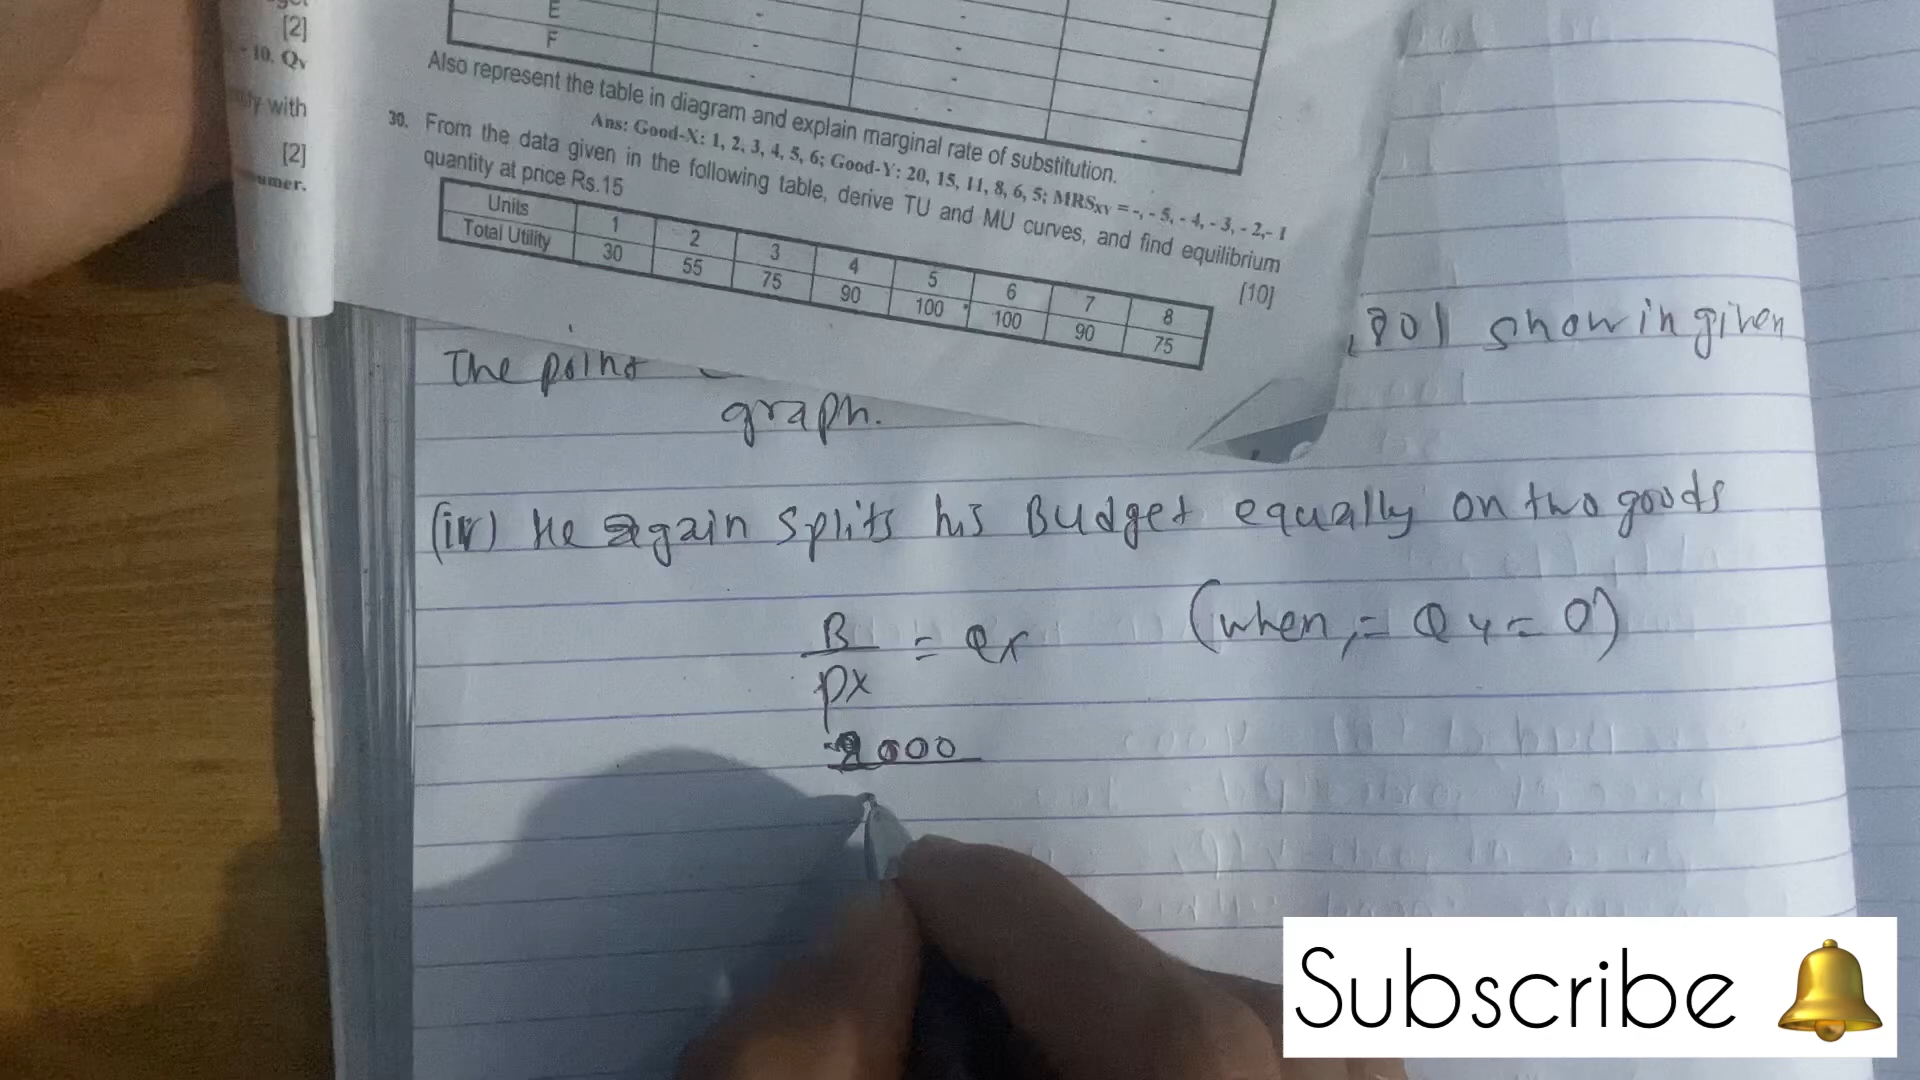 [2]
- 10. Qy
with
[2]
umer.
E - - -
F - - -
Also represent the table in diagram and explain marginal rate of substitution.
Ans: Good-X: 1, 2, 3, 4, 5, 6; Good-Y: 20, 15, 11, 8, 6, 5; MRSXY = -, - 5, - 4, - 3, - 2,- 1
30. From the data given in the following table, derive TU and MU curves, and find equilibrium
quantity at price Rs.15 [10]
Units 1 2 3 4 5 6 7 8
Total Utility 30 55 75 90 100 100 90 75
The point show in given
graph.
(iv) He again splits his Budget equally on two goods
B/px = Qx (when, = Qy = 0)
2000
Subscribe